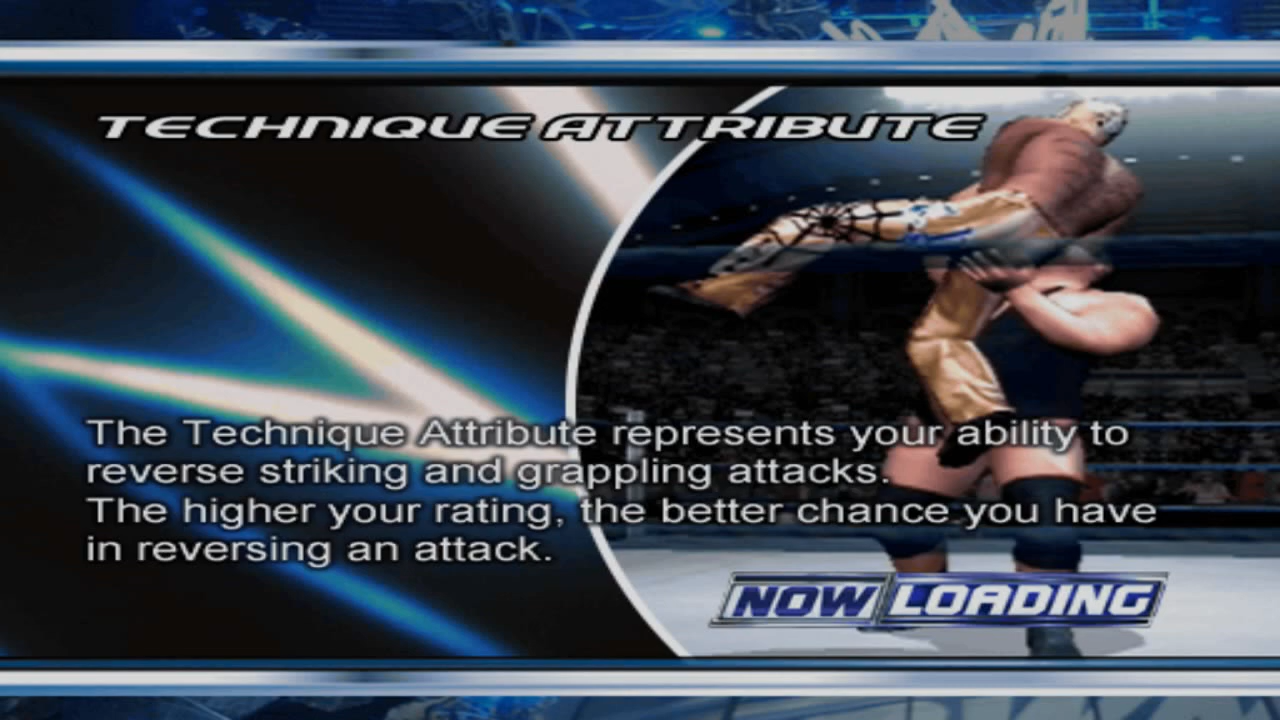 TECHNIQUE ATTRIBUTE
The Technique Attribute represents your ability to
reverse striking and grappling attacks.
The higher your rating, the better chance you have
in reversing an attack.
NOW LOADING